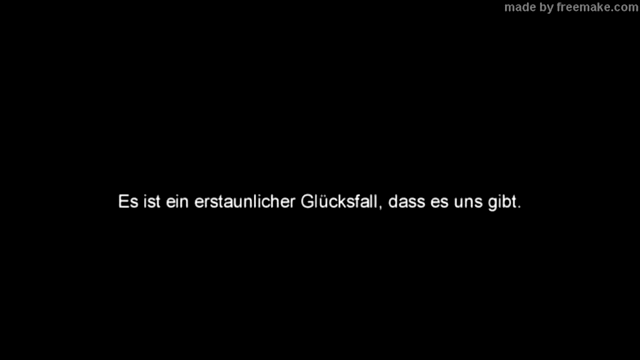 made by freemake.com
Es ist ein erstaunlicher Glücksfall, dass es uns gibt.